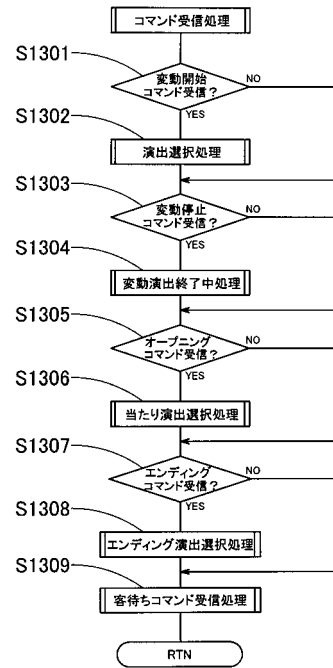 コマンド受信処理
S1301
変動開始
コマンド受信？
NO
YES
S1302
演出選択処理
S1303
変動停止
コマンド受信？
NO
YES
S1304
変動演出終了中処理
S1305
オープニング
コマンド受信？
NO
YES
S1306
当たり演出選択処理
S1307
エンディング
コマンド受信？
NO
YES
S1308
エンディング演出選択処理
S1309
客待ちコマンド受信処理
RTN